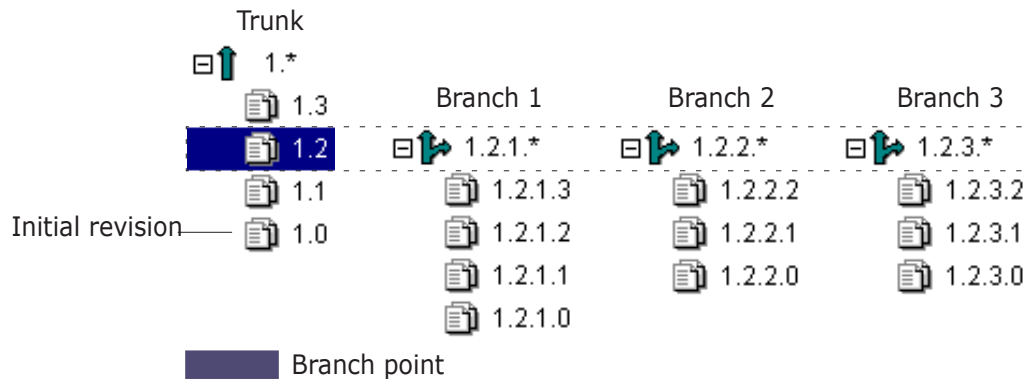 Trunk
1.*
1.3 Branch 1 Branch 2 Branch 3
1.2 1.2.1.* 1.2.2.* 1.2.3.*
1.1 1.2.1.3 1.2.2.2 1.2.3.2
Initial revision 1.0 1.2.1.2 1.2.2.1 1.2.3.1
1.2.1.1 1.2.2.0 1.2.3.0
1.2.1.0
Branch point